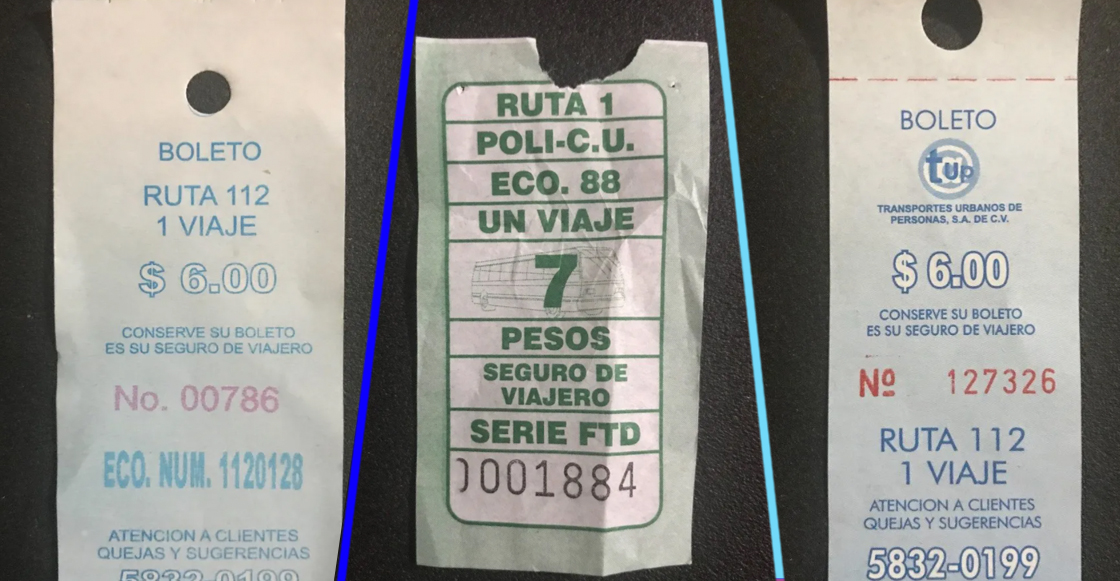 BOLETO
RUTA 112
1 VIAJE
$ 6.00
CONSERVE SU BOLETO
ES SU SEGURO DE VIAJERO
No. 00786
ECO. NUM. 1120128
ATENCION A CLIENTES
QUEJAS Y SUGERENCIAS
5832-0199
RUTA 1
POLI-C.U.
ECO. 88
UN VIAJE
7
PESOS
SEGURO DE
VIAJERO
SERIE FTD
0001884
BOLETO
tup
TRANSPORTES URBANOS DE
PERSONAS, S.A. DE C.V.
$ 6.00
CONSERVE SU BOLETO
ES SU SEGURO DE VIAJERO
Nº 127326
RUTA 112
1 VIAJE
ATENCION A CLIENTES
QUEJAS Y SUGERENCIAS
5832-0199